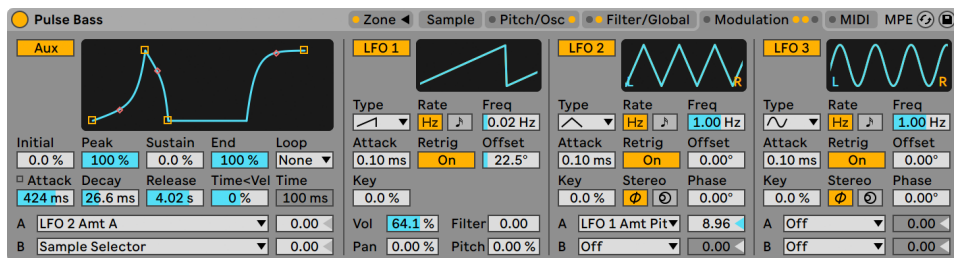 Pulse Bass Zone Sample Pitch/Osc Filter/Global Modulation MIDI MPE
Aux LFO 1 LFO 2 LFO 3
L R L R
Type Rate Freq Type Rate Freq Type Rate Freq
Hz 0.02 Hz Hz 1.00 Hz Hz 1.00 Hz
Initial Peak Sustain End Loop Attack Retrig Offset Attack Retrig Offset Attack Retrig Offset
0.0 % 100 % 0.0 % 100 % None 0.10 ms On 22.5° 0.10 ms On 0.00° 0.10 ms On 0.00°
Attack Decay Release Time<Vel Time Key Key Stereo Phase Key Stereo Phase
424 ms 26.6 ms 4.02 s 0 % 100 ms 0.0 % 0.0 % 0.00° 0.0 % 0.00°
A LFO 2 Amt A 0.00 Vol 64.1 % Filter 0.00 A LFO 1 Amt Pit 8.96 A Off 0.00
B Sample Selector 0.00 Pan 0.00 % Pitch 0.00 % B Off 0.00 B Off 0.00